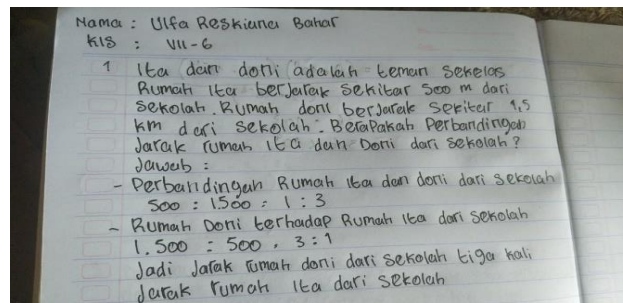 Nama : Ulfa Reskiana Bahar
Kls : VII-6
1 Ita dan doni adalah teman sekelas
Rumah Ita berjarak sekitar 500 m dari
sekolah. Rumah doni berjarak sekitar 1,5
km dari sekolah. Berapakah Perbandingan
Jarak rumah Ita dan Doni dari sekolah?
Jawab :
- Perbandingan Rumah Ita dan doni dari sekolah
500 : 1.500 = 1 : 3
- Rumah Doni terhadap Rumah Ita dari sekolah
1.500 : 500 . 3 : 1
Jadi Jarak rumah doni dari sekolah tiga kali
Jarak rumah Ita dari sekolah